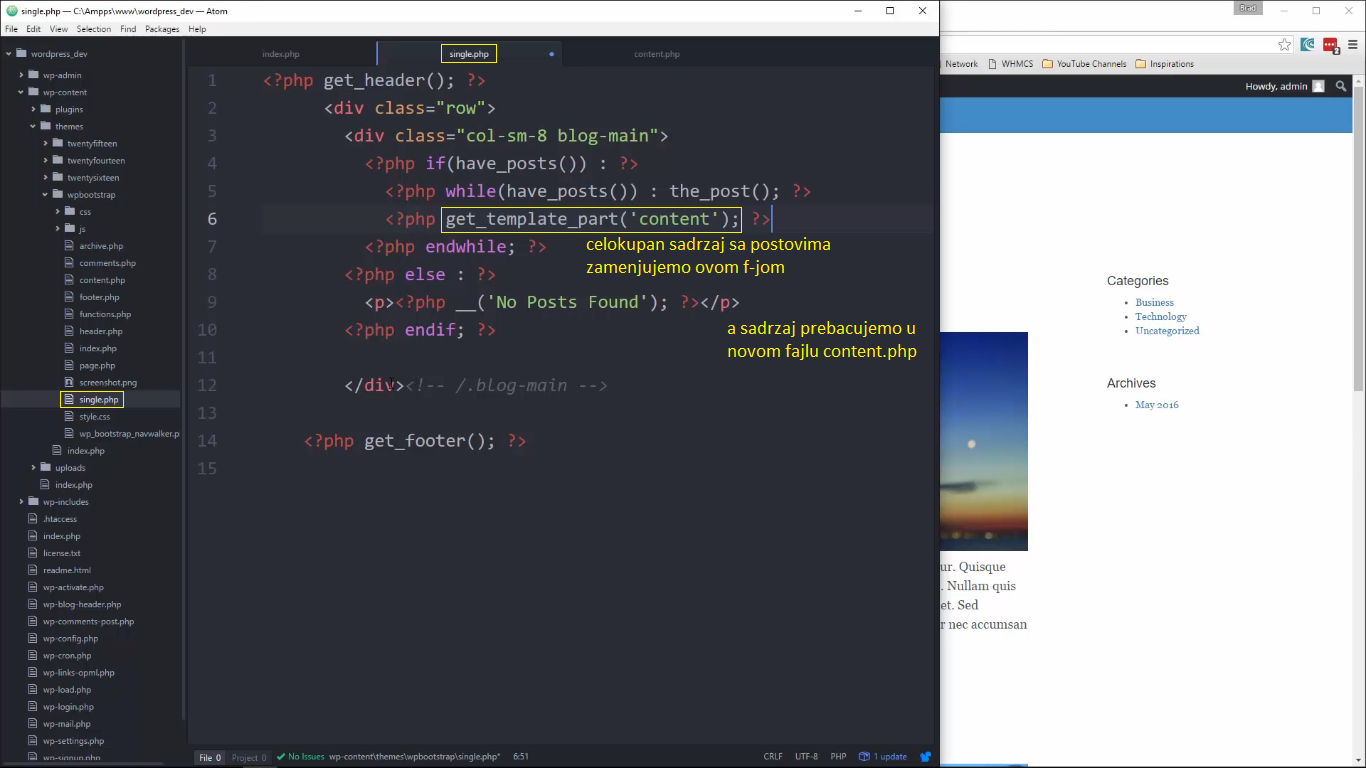 single.php — C:\Ampps\www\wordpress_dev — Atom
Brad
File Edit View Selection Find Packages Help
wordpress_dev
wp-admin
wp-content
plugins
themes
twentyfifteen
twentyfourteen
twentysixteen
wpbootstrap
css
js
archive.php
comments.php
content.php
footer.php
functions.php
header.php
index.php
page.php
screenshot.png
single.php
style.css
wp_bootstrap_navwalker.p
index.php
uploads
index.php
wp-includes
.htaccess
index.php
license.txt
readme.html
wp-activate.php
wp-blog-header.php
wp-comments-post.php
wp-config.php
wp-cron.php
wp-links-opml.php
wp-load.php
wp-login.php
wp-mail.php
wp-settings.php
wp-signup.php
index.php single.php content.php
1 <?php get_header(); ?>
2 <div class="row">
3 <div class="col-sm-8 blog-main">
4 <?php if(have_posts()) : ?>
5 <?php while(have_posts()) : the_post(); ?>
6 <?php get_template_part('content'); ?>
7 <?php endwhile; ?>
8 <?php else : ?>
9 <p><?php __('No Posts Found'); ?></p>
10 <?php endif; ?>
11
12 </div><!-- /.blog-main -->
13
14 <?php get_footer(); ?>
15
celokupan sadrzaj sa postovima
zamenjujemo ovom f-jom
a sadrzaj prebacujemo u
novom fajlu content.php
File 0 Project 0 No Issues wp-content\themes\wpbootstrap\single.php* 6:51 CRLF UTF-8 PHP 1 update
2
Network WHMCS YouTube Channels Inspirations
Howdy, admin
Categories
Business
Technology
Uncategorized
Archives
May 2016
ur. Quisque
. Nullam quis
et. Sed
r nec accumsan